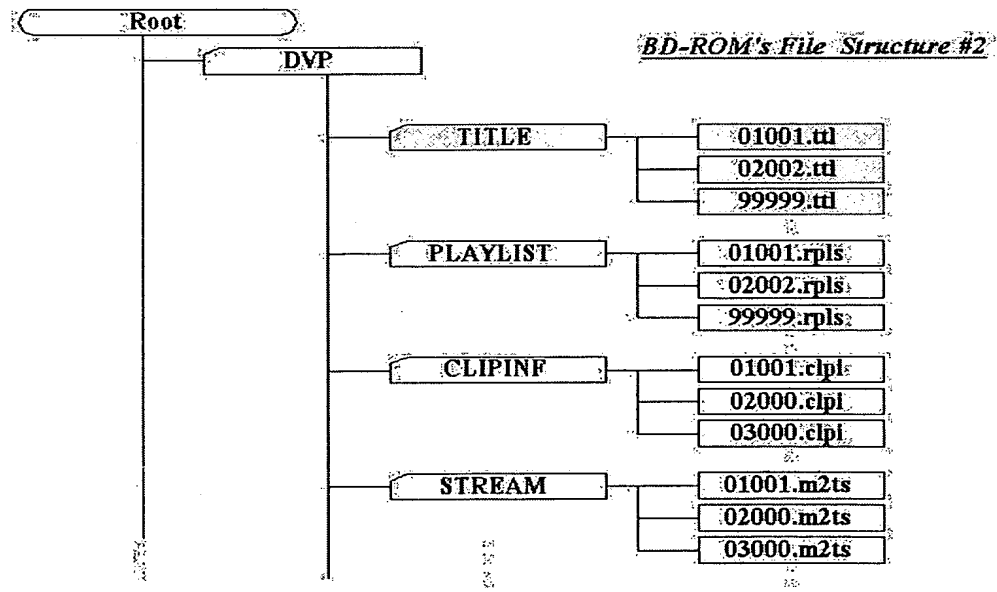 Root
BD-ROM's File Structure #2
DVP
TITLE
01001.ttl
02002.ttl
99999.ttl
PLAYLIST
01001.rpls
02002.rpls
99999.rpls
CLIPINF
01001.clpi
02000.clpi
03000.clpi
STREAM
01001.m2ts
02000.m2ts
03000.m2ts